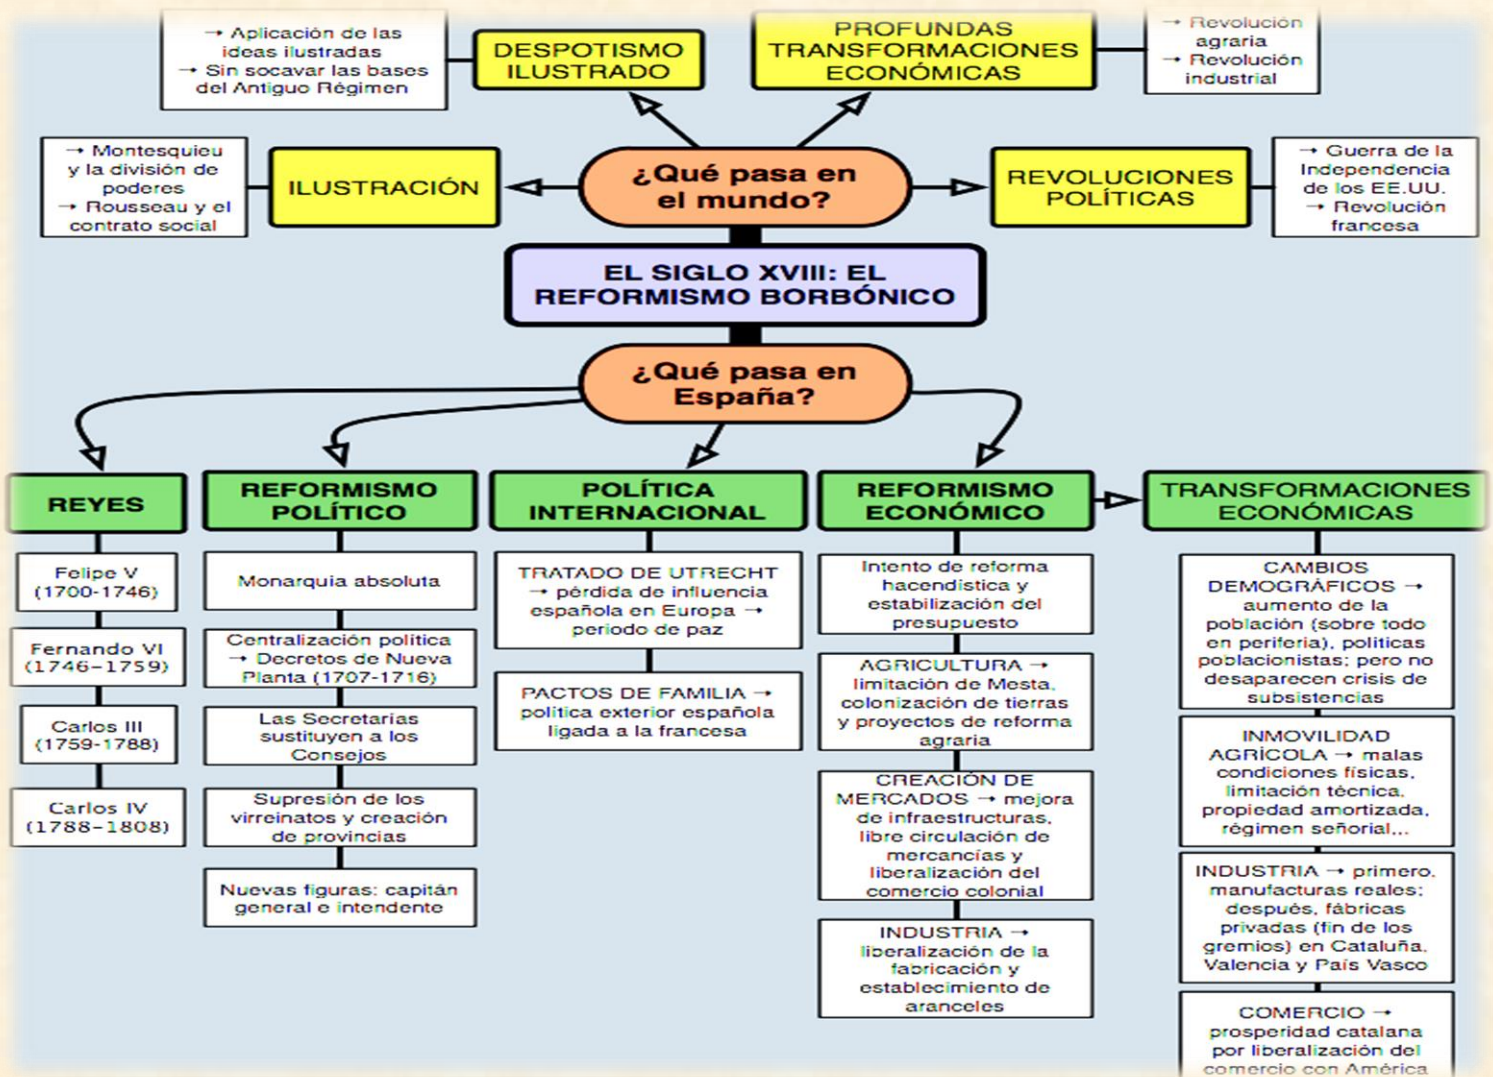 → Aplicación de las
ideas ilustradas
→ Sin socavar las bases
del Antiguo Régimen
DESPOTISMO
ILUSTRADO
PROFUNDAS
TRANSFORMACIONES
ECONÓMICAS
→ Revolución
agraria
→ Revolución
industrial
→ Montesquieu
y la división de
poderes
→ Rousseau y el
contrato social
ILUSTRACIÓN
¿Qué pasa en
el mundo?
REVOLUCIONES
POLÍTICAS
→ Guerra de la
Independencia
de los EE.UU.
→ Revolución
francesa
EL SIGLO XVIII: EL
REFORMISMO BORBÓNICO
¿Qué pasa en
España?
REYES
Felipe V
(1700-1746)
Fernando VI
(1746-1759)
Carlos III
(1759-1788)
Carlos IV
(1788-1808)
REFORMISMO
POLÍTICO
Monarquía absoluta
Centralización política
→ Decretos de Nueva
Planta (1707-1716)
Las Secretarías
sustituyen a los
Consejos
Supresión de los
virreinatos y creación
de provincias
Nuevas figuras: capitán
general e intendente
POLÍTICA
INTERNACIONAL
TRATADO DE UTRECHT
→ pérdida de influencia
española en Europa →
período de paz
PACTOS DE FAMILIA →
política exterior española
ligada a la francesa
REFORMISMO
ECONÓMICO
Intento de reforma
hacendística y
estabilización del
presupuesto
AGRICULTURA →
limitación de Mesta,
colonización de tierras
y proyectos de reforma
agraria
CREACIÓN DE
MERCADOS → mejora
de infraestructuras,
libre circulación de
mercancías y
liberalización del
comercio colonial
INDUSTRIA →
liberalización de la
fabricación y
establecimiento de
aranceles
TRANSFORMACIONES
ECONÓMICAS
CAMBIOS
DEMOGRÁFICOS →
aumento de la
población (sobre todo
en periferia), políticas
poblacionistas; pero no
desaparecen crisis de
subsistencias
INMOVILIDAD
AGRÍCOLA → malas
condiciones físicas,
limitación técnica,
propiedad amortizada,
régimen señorial...
INDUSTRIA → primero,
manufacturas reales;
después, fábricas
privadas (fin de los
gremios) en Cataluña,
Valencia y País Vasco
COMERCIO →
prosperidad catalana
por liberalización del
comercio con América